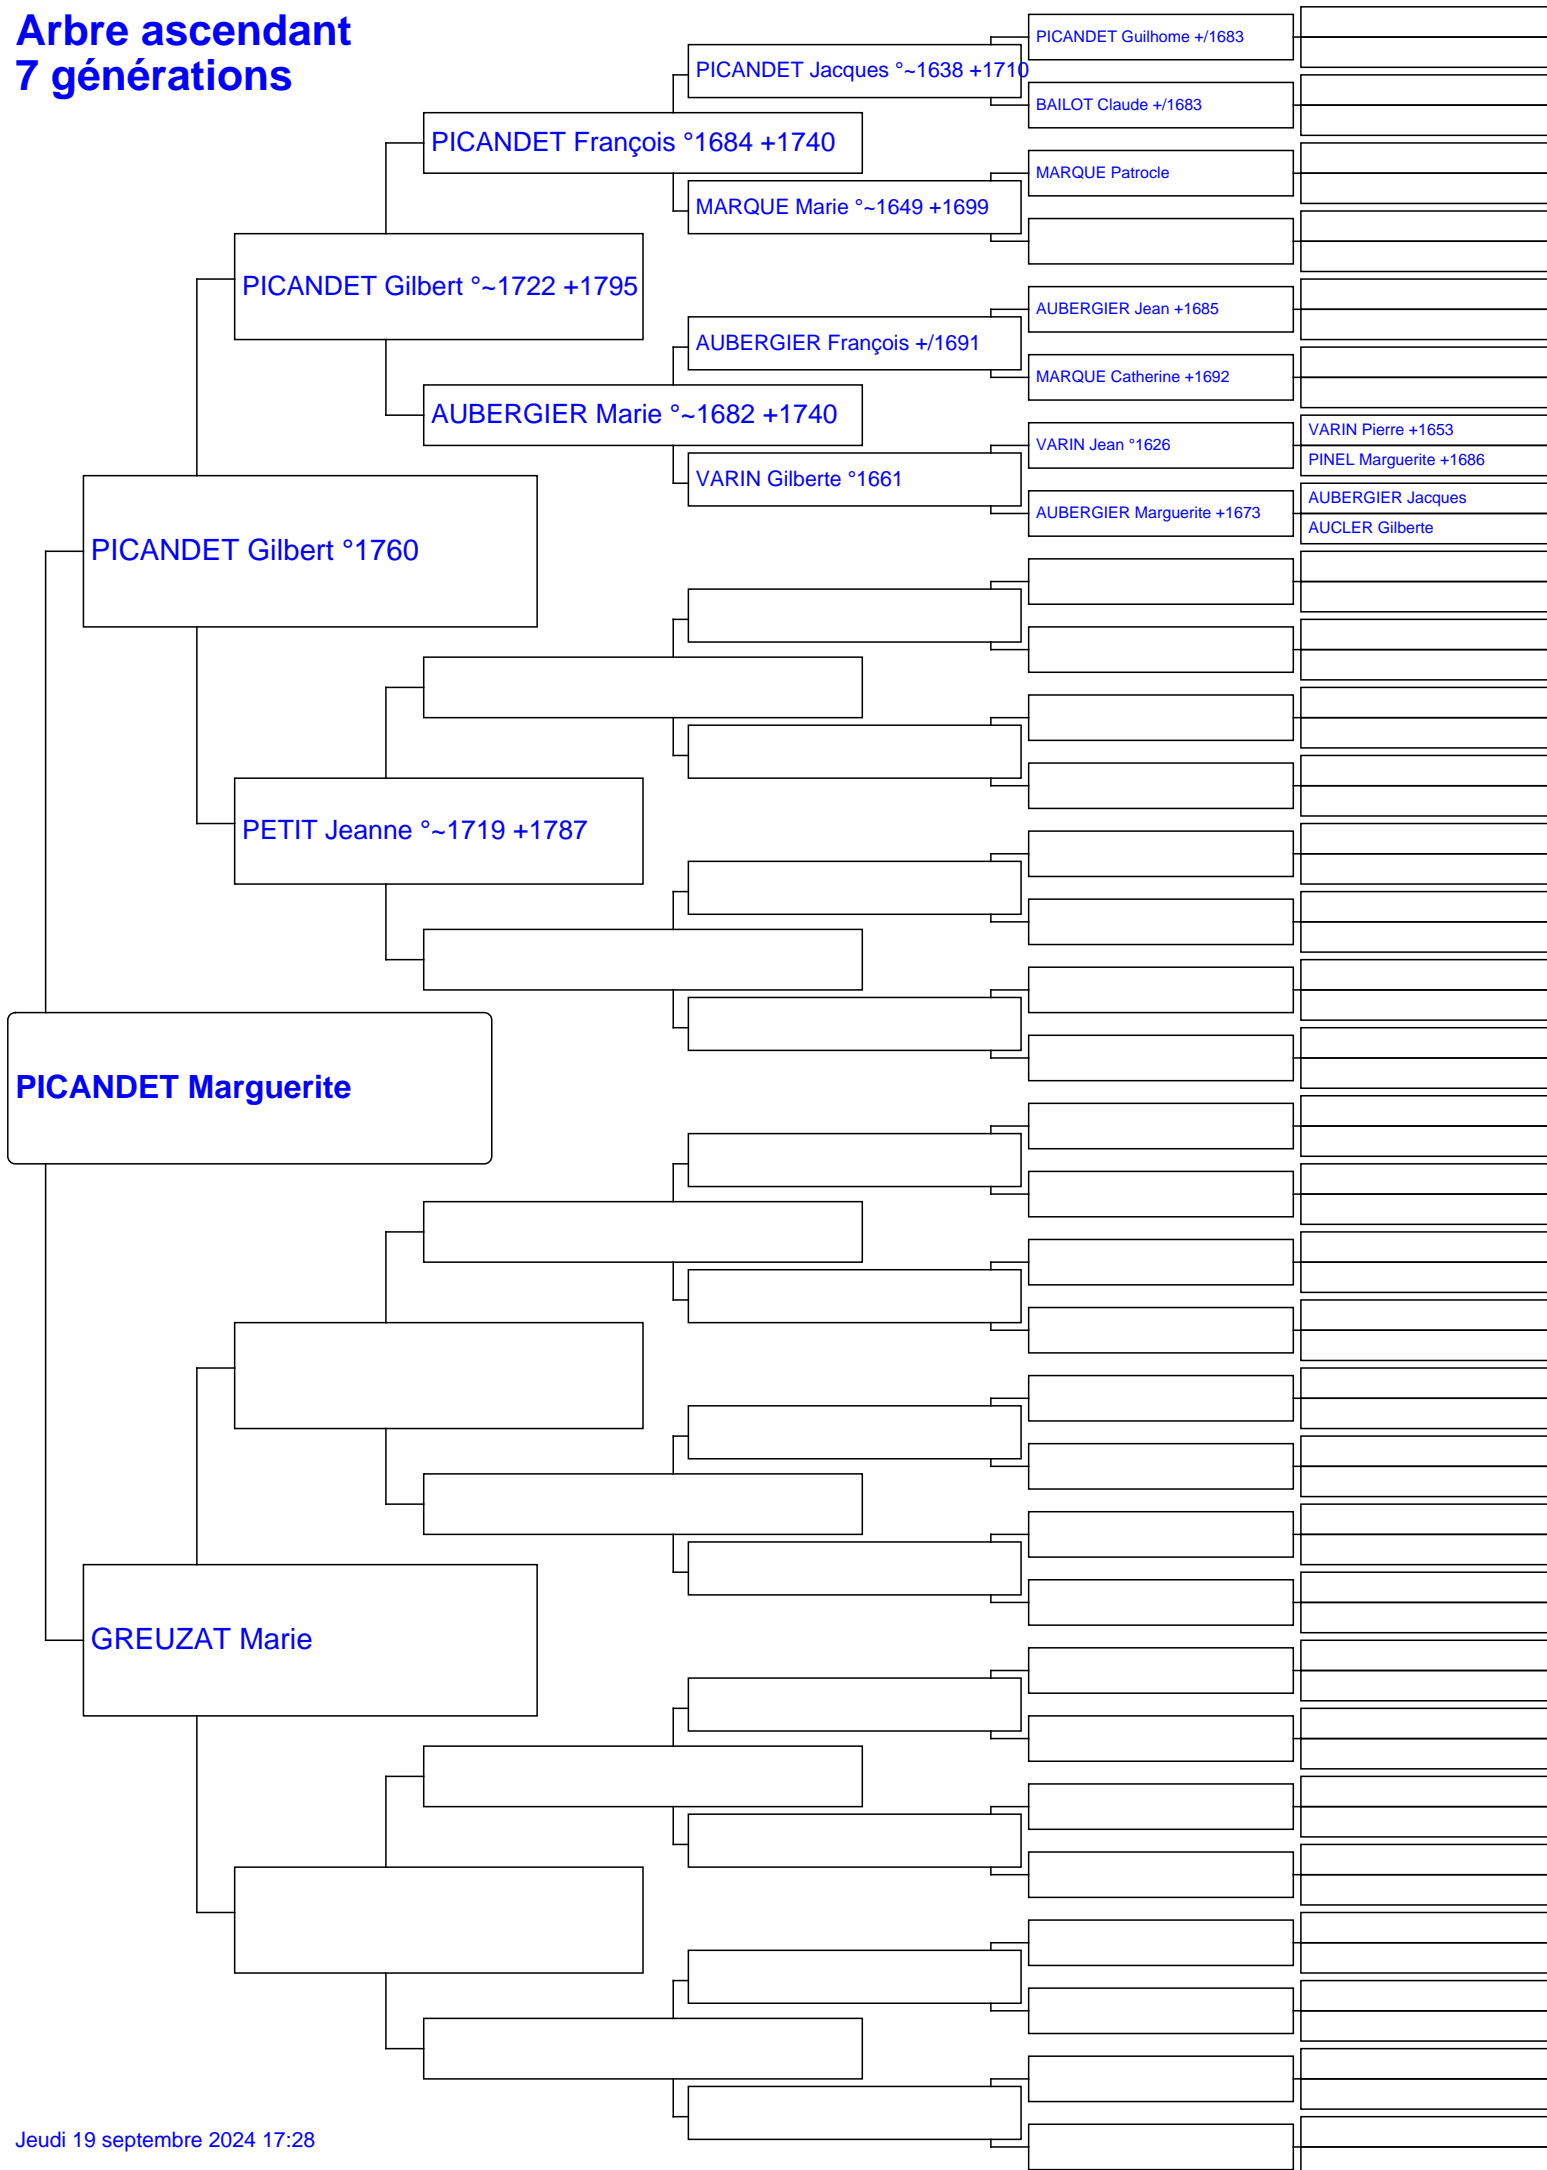 Arbre ascendant
7 générations
PICANDET Marguerite
PICANDET Gilbert °1760
GREUZAT Marie
PICANDET Gilbert °~1722 +1795
PETIT Jeanne °~1719 +1787
PICANDET François °1684 +1740
AUBERGIER Marie °~1682 +1740
PICANDET Jacques °~1638 +1710
MARQUE Marie °~1649 +1699
AUBERGIER François +/1691
VARIN Gilberte °1661
PICANDET Guilhome +/1683
BAILOT Claude +/1683
MARQUE Patrocle
AUBERGIER Jean +1685
MARQUE Catherine +1692
VARIN Jean °1626
AUBERGIER Marguerite +1673
VARIN Pierre +1653
PINEL Marguerite +1686
AUBERGIER Jacques
AUCLER Gilberte
Jeudi 19 septembre 2024 17:28